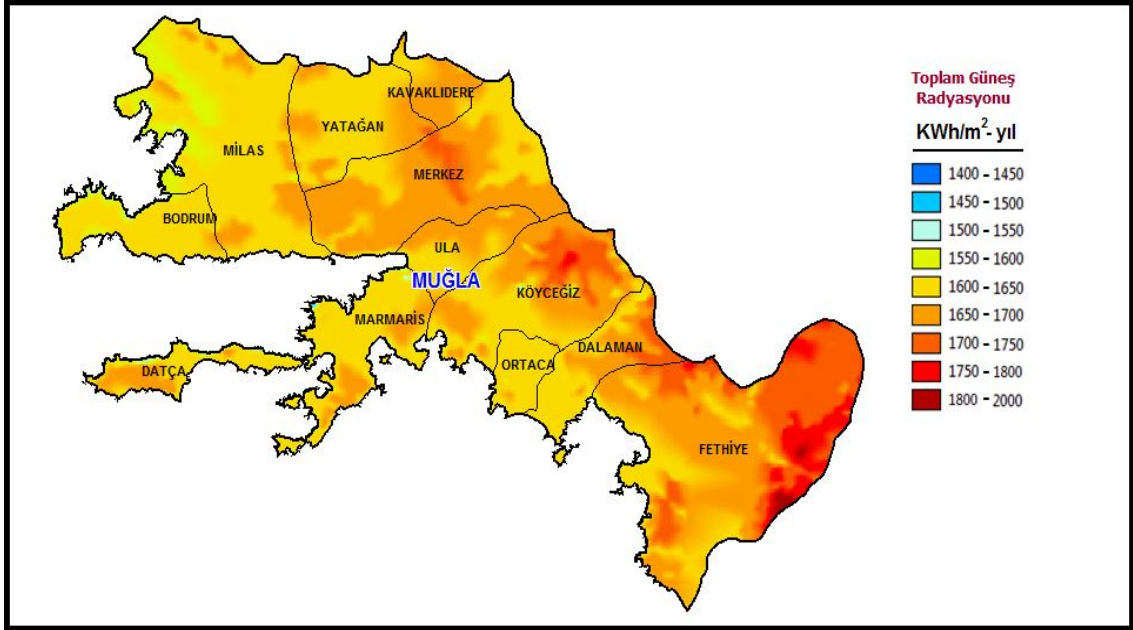 KAVAKLIDERE
YATAĞAN
MİLAS
MERKEZ
BODRUM
ULA
MUĞLA
KÖYCEĞİZ
MARMARİS
DALAMAN
ORTACA
DATÇA
FETHİYE
Toplam Güneş
Radyasyonu
KWh/m²- yıl
1400 - 1450
1450 - 1500
1500 - 1550
1550 - 1600
1600 - 1650
1650 - 1700
1700 - 1750
1750 - 1800
1800 - 2000